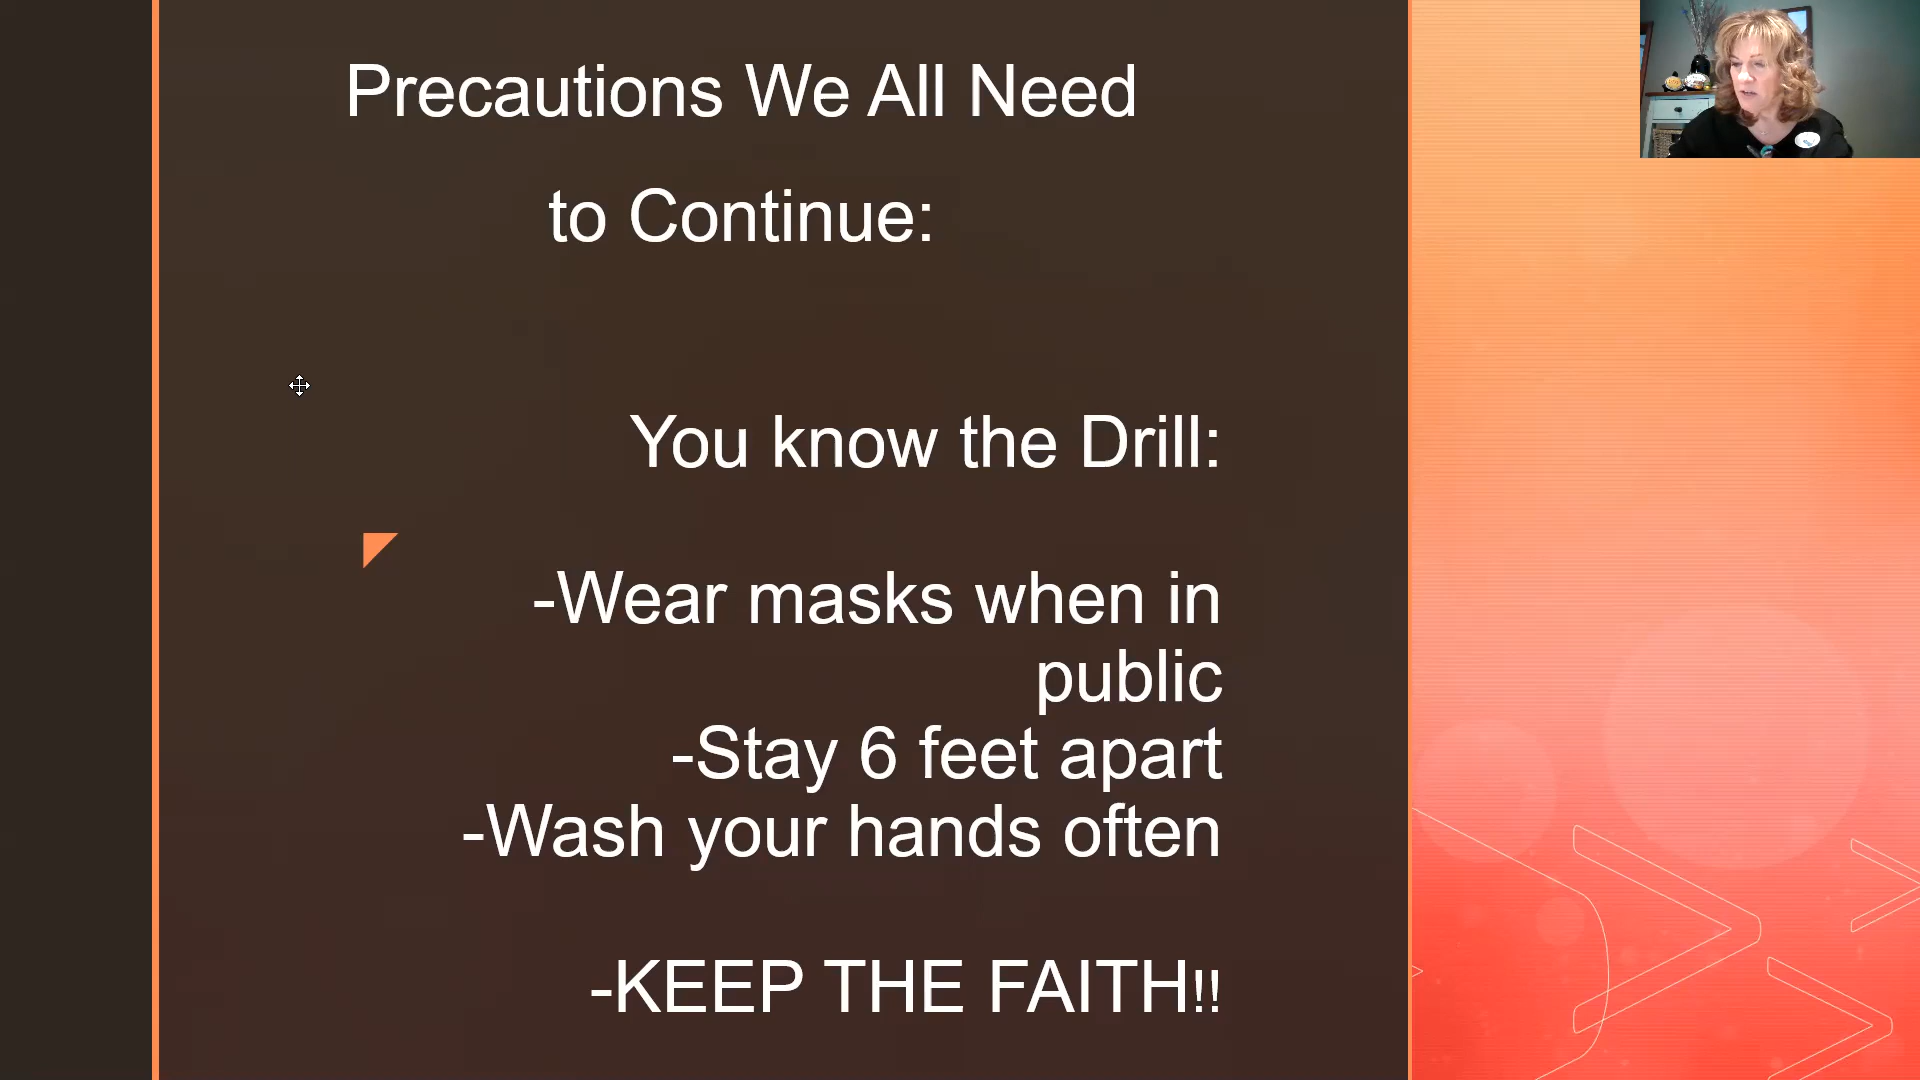 Precautions We All Need
to Continue:
You know the Drill:
-Wear masks when in
public
-Stay 6 feet apart
-Wash your hands often
-KEEP THE FAITH!!